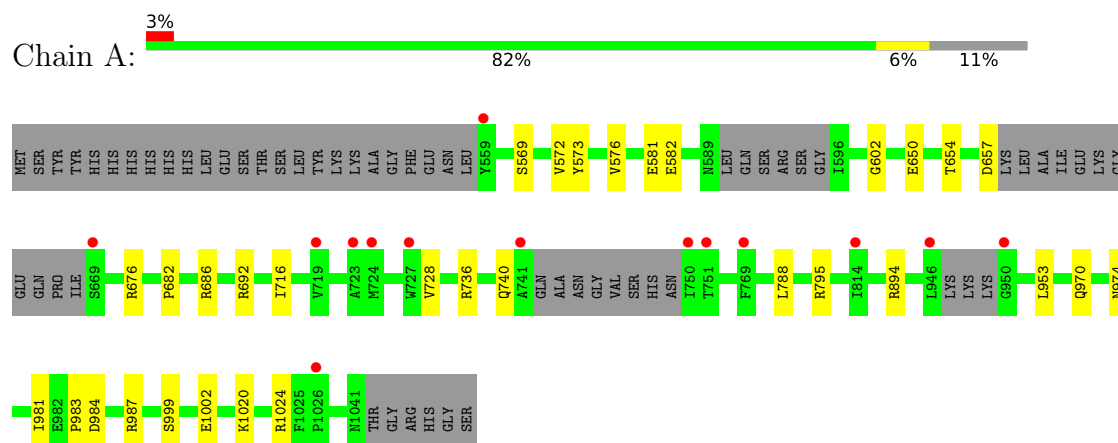 3%
Chain A:
82% 6% 11%
MET SER TYR TYR HIS HIS HIS HIS HIS HIS LEU GLU SER THR SER LEU TYR LYS LYS ALA GLY PHE GLU ASN LEU Y559 S569 V572 Y573 V576 E581 E582 N589 LEU GLN SER ARG SER GLY I596 G602 E650 T654 D657 LYS LEU ALA ILE GLU LYS GLY
GLU GLN PRO ILE S669 R676 P682 R686 R692 I716 V719 A723 M724 W727 V728 R736 Q740 A741 GLN ALA ASN GLY VAL SER HIS ASN I750 T751 F769 L788 R795 I814 R894 L946 LYS LYS LYS G950 L953 Q970 N974
I981 E982 P983 D984 R987 S999 E1002 K1020 R1024 F1025 P1026 N1041 THR GLY ARG HIS GLY SER